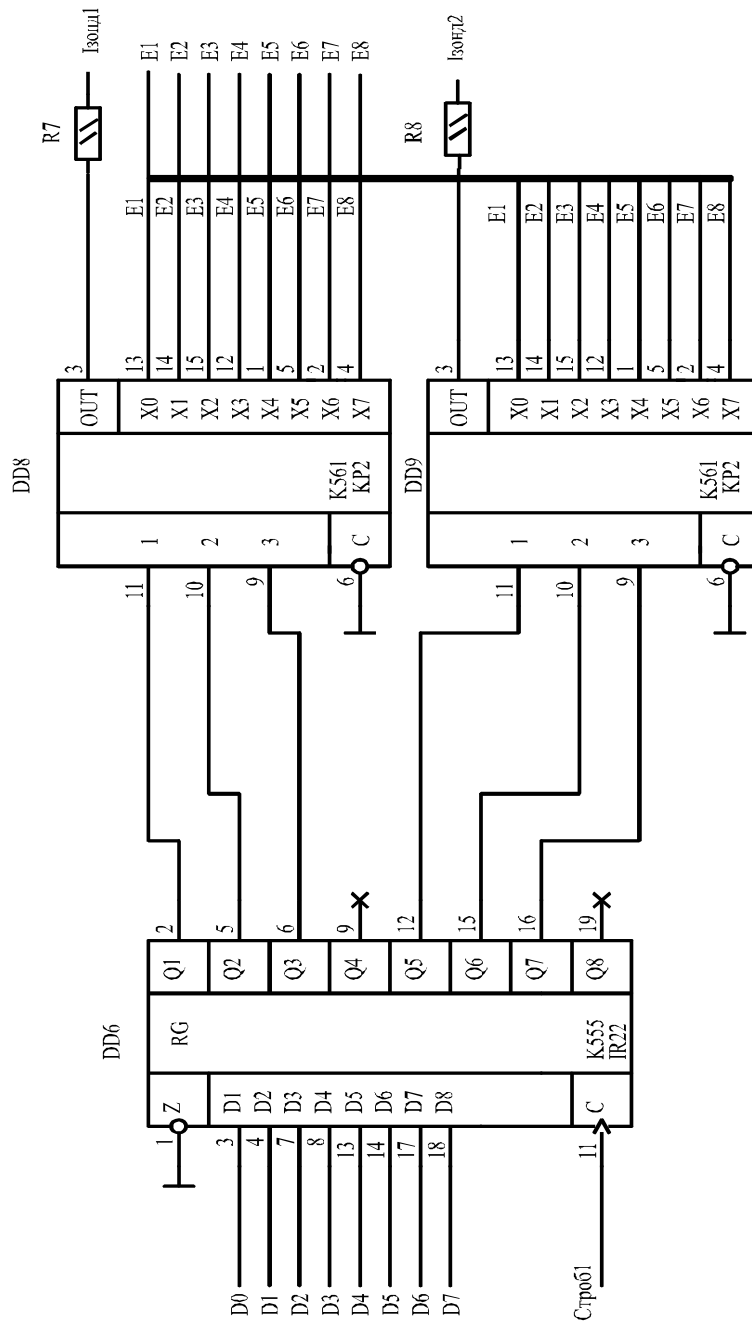 DD6
RG
K555
IR22
Z
D1
D2
D3
D4
D5
D6
D7
D8
C
Q1
Q2
Q3
Q4
Q5
Q6
Q7
Q8
1
3
4
7
8
13
14
17
18
11
D0
D1
D2
D3
D4
D5
D6
D7
Строб1
2
5
6
9
12
15
16
19
DD8
K561
KP2
1
2
3
C
11
10
9
6
OUT
X0
X1
X2
X3
X4
X5
X6
X7
3
13
14
15
12
1
5
2
4
E1
E2
E3
E4
E5
E6
E7
E8
R7
Iзонд1
E1
E2
E3
E4
E5
E6
E7
E8
DD9
K561
KP2
1
2
3
C
11
10
9
6
OUT
X0
X1
X2
X3
X4
X5
X6
X7
3
13
14
15
12
1
5
2
4
E1
E2
E3
E4
E5
E6
E7
E8
R8
Iзонд2